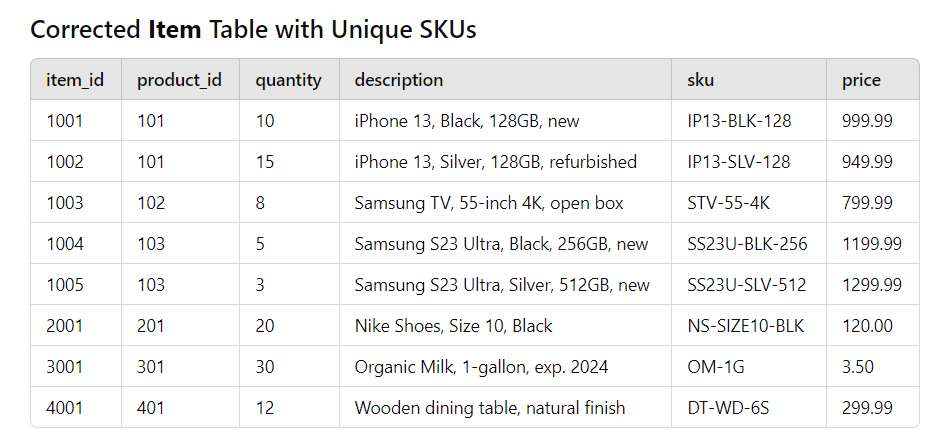 Corrected Item Table with Unique SKUs
item_id product_id quantity description sku price
1001 101 10 iPhone 13, Black, 128GB, new IP13-BLK-128 999.99
1002 101 15 iPhone 13, Silver, 128GB, refurbished IP13-SLV-128 949.99
1003 102 8 Samsung TV, 55-inch 4K, open box STV-55-4K 799.99
1004 103 5 Samsung S23 Ultra, Black, 256GB, new SS23U-BLK-256 1199.99
1005 103 3 Samsung S23 Ultra, Silver, 512GB, new SS23U-SLV-512 1299.99
2001 201 20 Nike Shoes, Size 10, Black NS-SIZE10-BLK 120.00
3001 301 30 Organic Milk, 1-gallon, exp. 2024 OM-1G 3.50
4001 401 12 Wooden dining table, natural finish DT-WD-6S 299.99